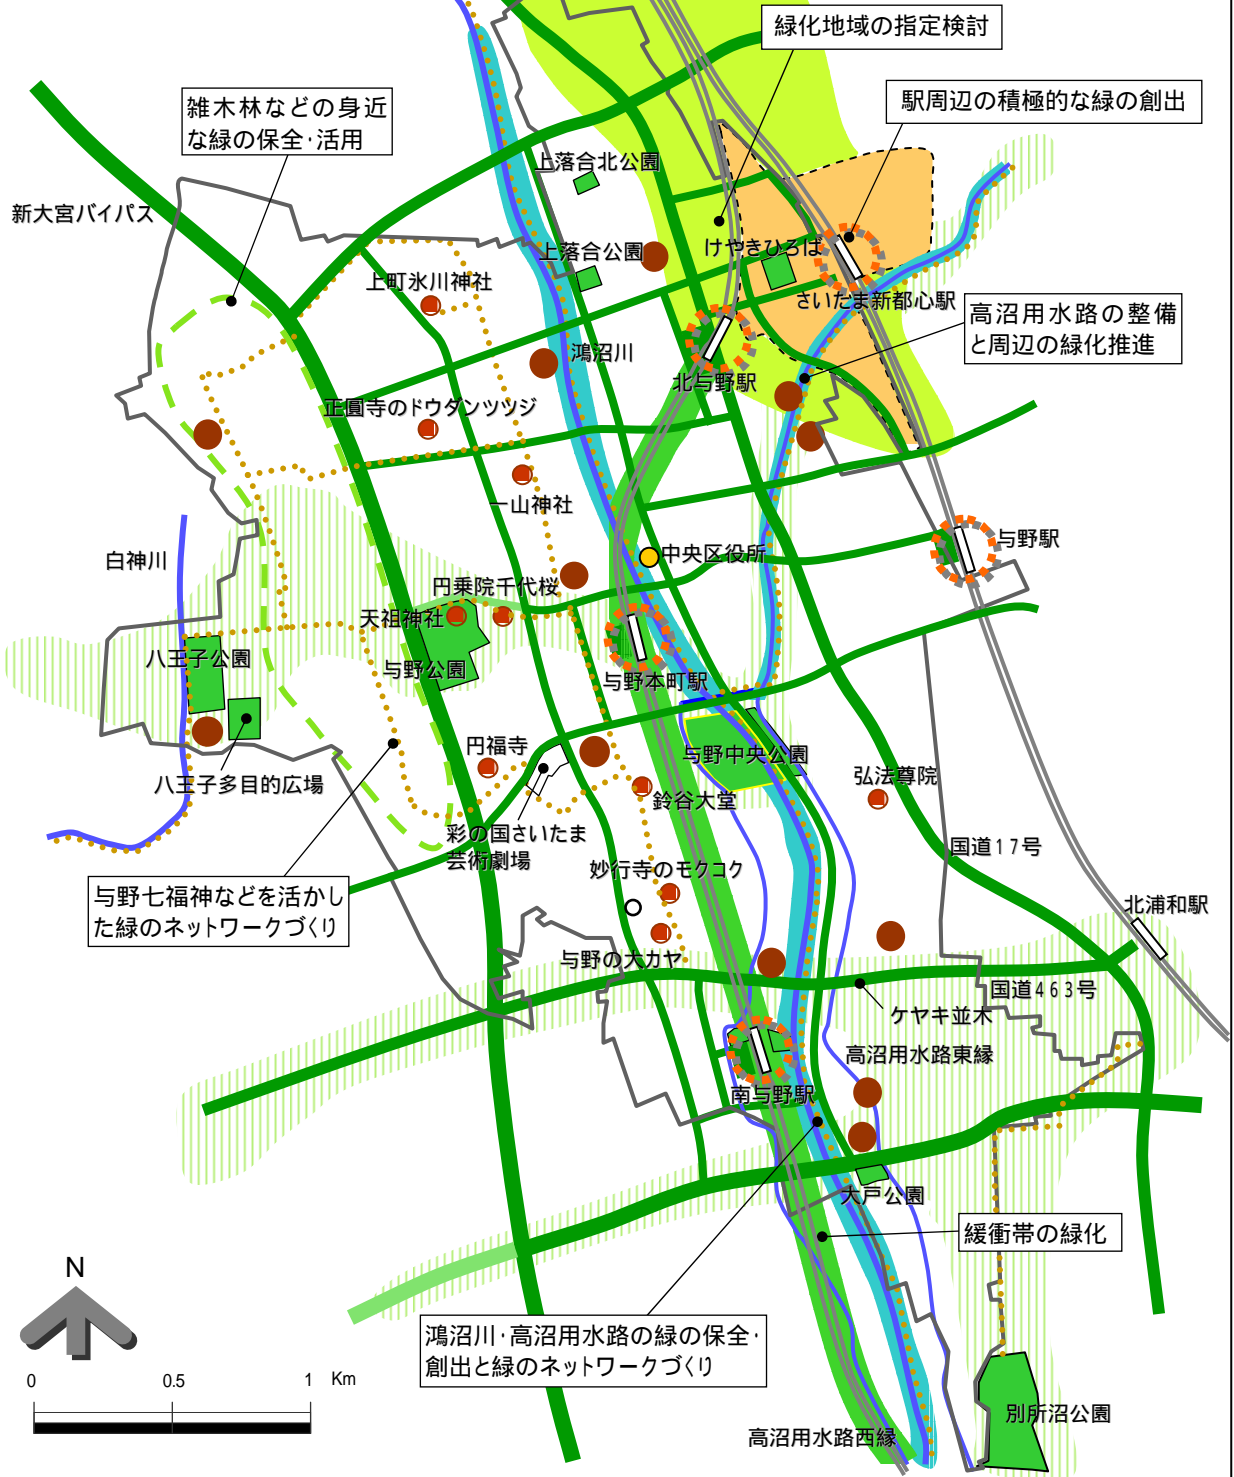 緑化地域の指定検討
駅周辺の積極的な緑の創出
雑木林などの身近
な緑の保全・活用
上落合北公園
新大宮バイパス
けやきひろば
上落合公園
上町氷川神社
さいたま新都心駅
高沼用水路の整備
と周辺の緑化推進
鴻沼川
北与野駅
正圓寺のドウダンツツジ
一山神社
与野駅
中央区役所
白神川
円乗院千代桜
天祖神社
八王子公園
与野公園
与野本町駅
円福寺
与野中央公園
弘法尊院
八王子多目的広場
鈴谷大堂
彩の国さいたま
芸術劇場
国道17号
妙行寺のモクコク
与野七福神などを活かし
た緑のネットワークづくり
北浦和駅
与野の大カヤ
国道463号
ケヤキ並木
高沼用水路東縁
南与野駅
大戸公園
緩衝帯の緑化
N
鴻沼川・高沼用水路の緑の保全・
創出と緑のネットワークづくり
0 0.5 1 Km
別所沼公園
高沼用水路西縁